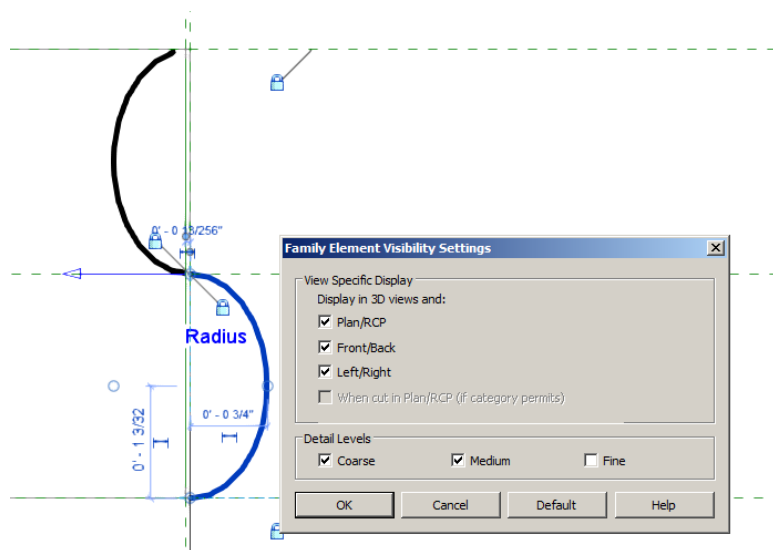 0' - 0 13/256"
Family Element Visibility Settings
View Specific Display
Display in 3D views and:
Plan/RCP
Front/Back
Left/Right
When cut in Plan/RCP (if category permits)
Radius
0' - 0 3/4"
0' - 1 3/32
Detail Levels
Coarse Medium Fine
OK Cancel Default Help